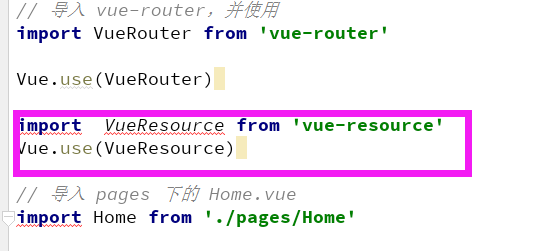 // 导入 vue-router，并使用
import VueRouter from 'vue-router'
Vue.use(VueRouter)
import  VueResource from 'vue-resource'
Vue.use(VueResource)
// 导入 pages 下的 Home.vue
import Home from './pages/Home'